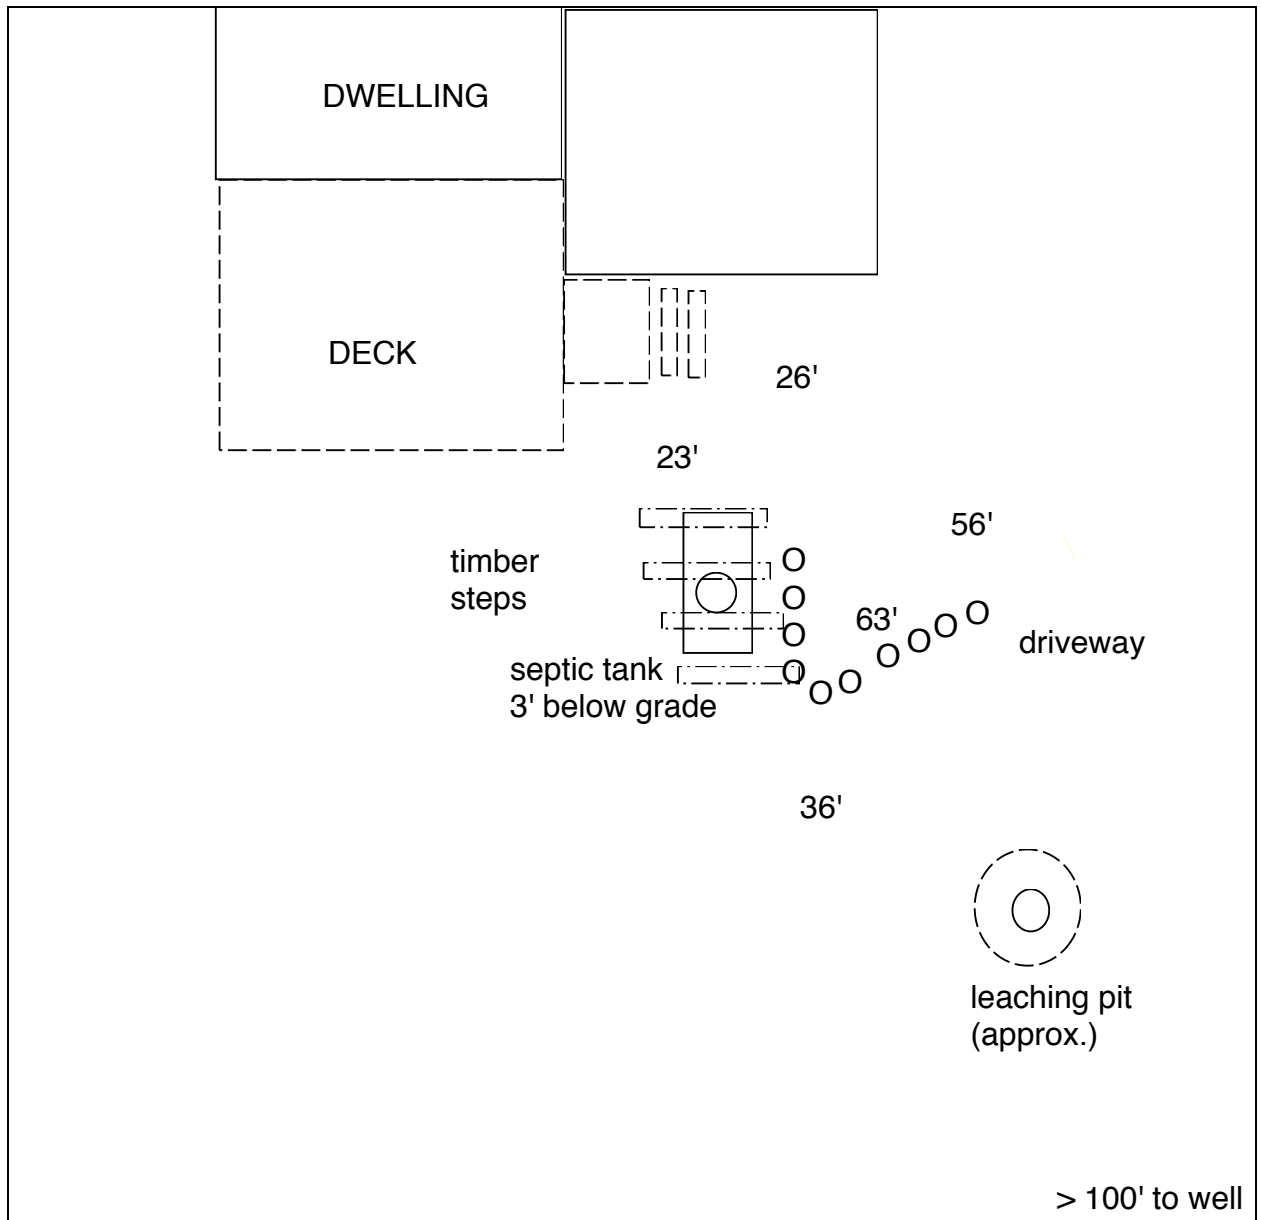 DWELLING
DECK
26'
23'
56'
timber
steps
63'
driveway
septic tank
3' below grade
36'
leaching pit
(approx.)
> 100' to well